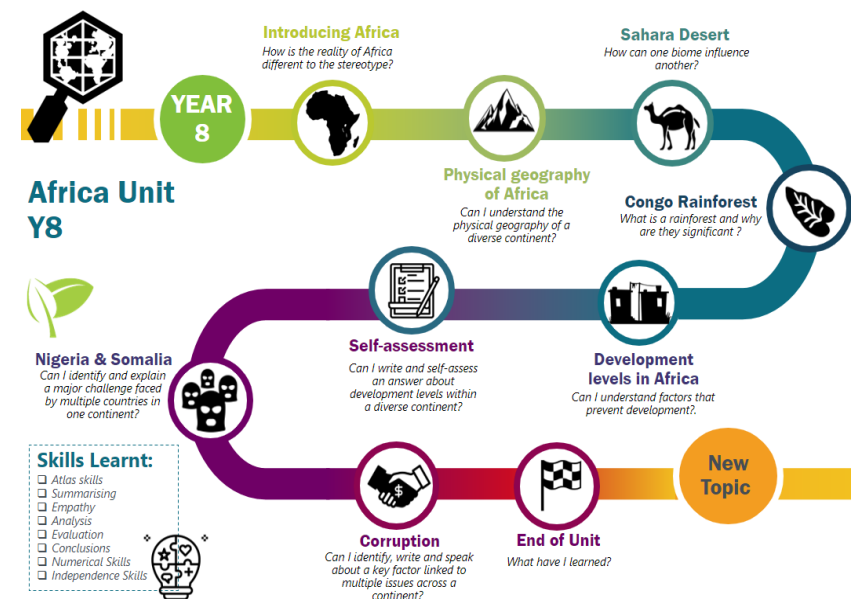 Introducing Africa
How is the reality of Africa
different to the stereotype?
Sahara Desert
How can one biome influence
another?
YEAR
8
Africa Unit
Y8
Physical geography
of Africa
Can I understand the
physical geography of a
diverse continent?
Congo Rainforest
What is a rainforest and why
are they significant ?
Development
levels in Africa
Can I understand factors that
prevent development?.
Self-assessment
Can I write and self-assess
an answer about
development levels within
a diverse continent?
Nigeria & Somalia
Can I identify and explain
a major challenge faced
by multiple countries in
one continent?
$
Corruption
Can I identify, write and speak
about a key factor linked to
multiple issues across a
continent?
End of Unit
What have I learned?
New
Topic
Skills Learnt:
Atlas skills
Summarising
Empathy
Analysis
Evaluation
Conclusions
Numerical Skills
Independence Skills